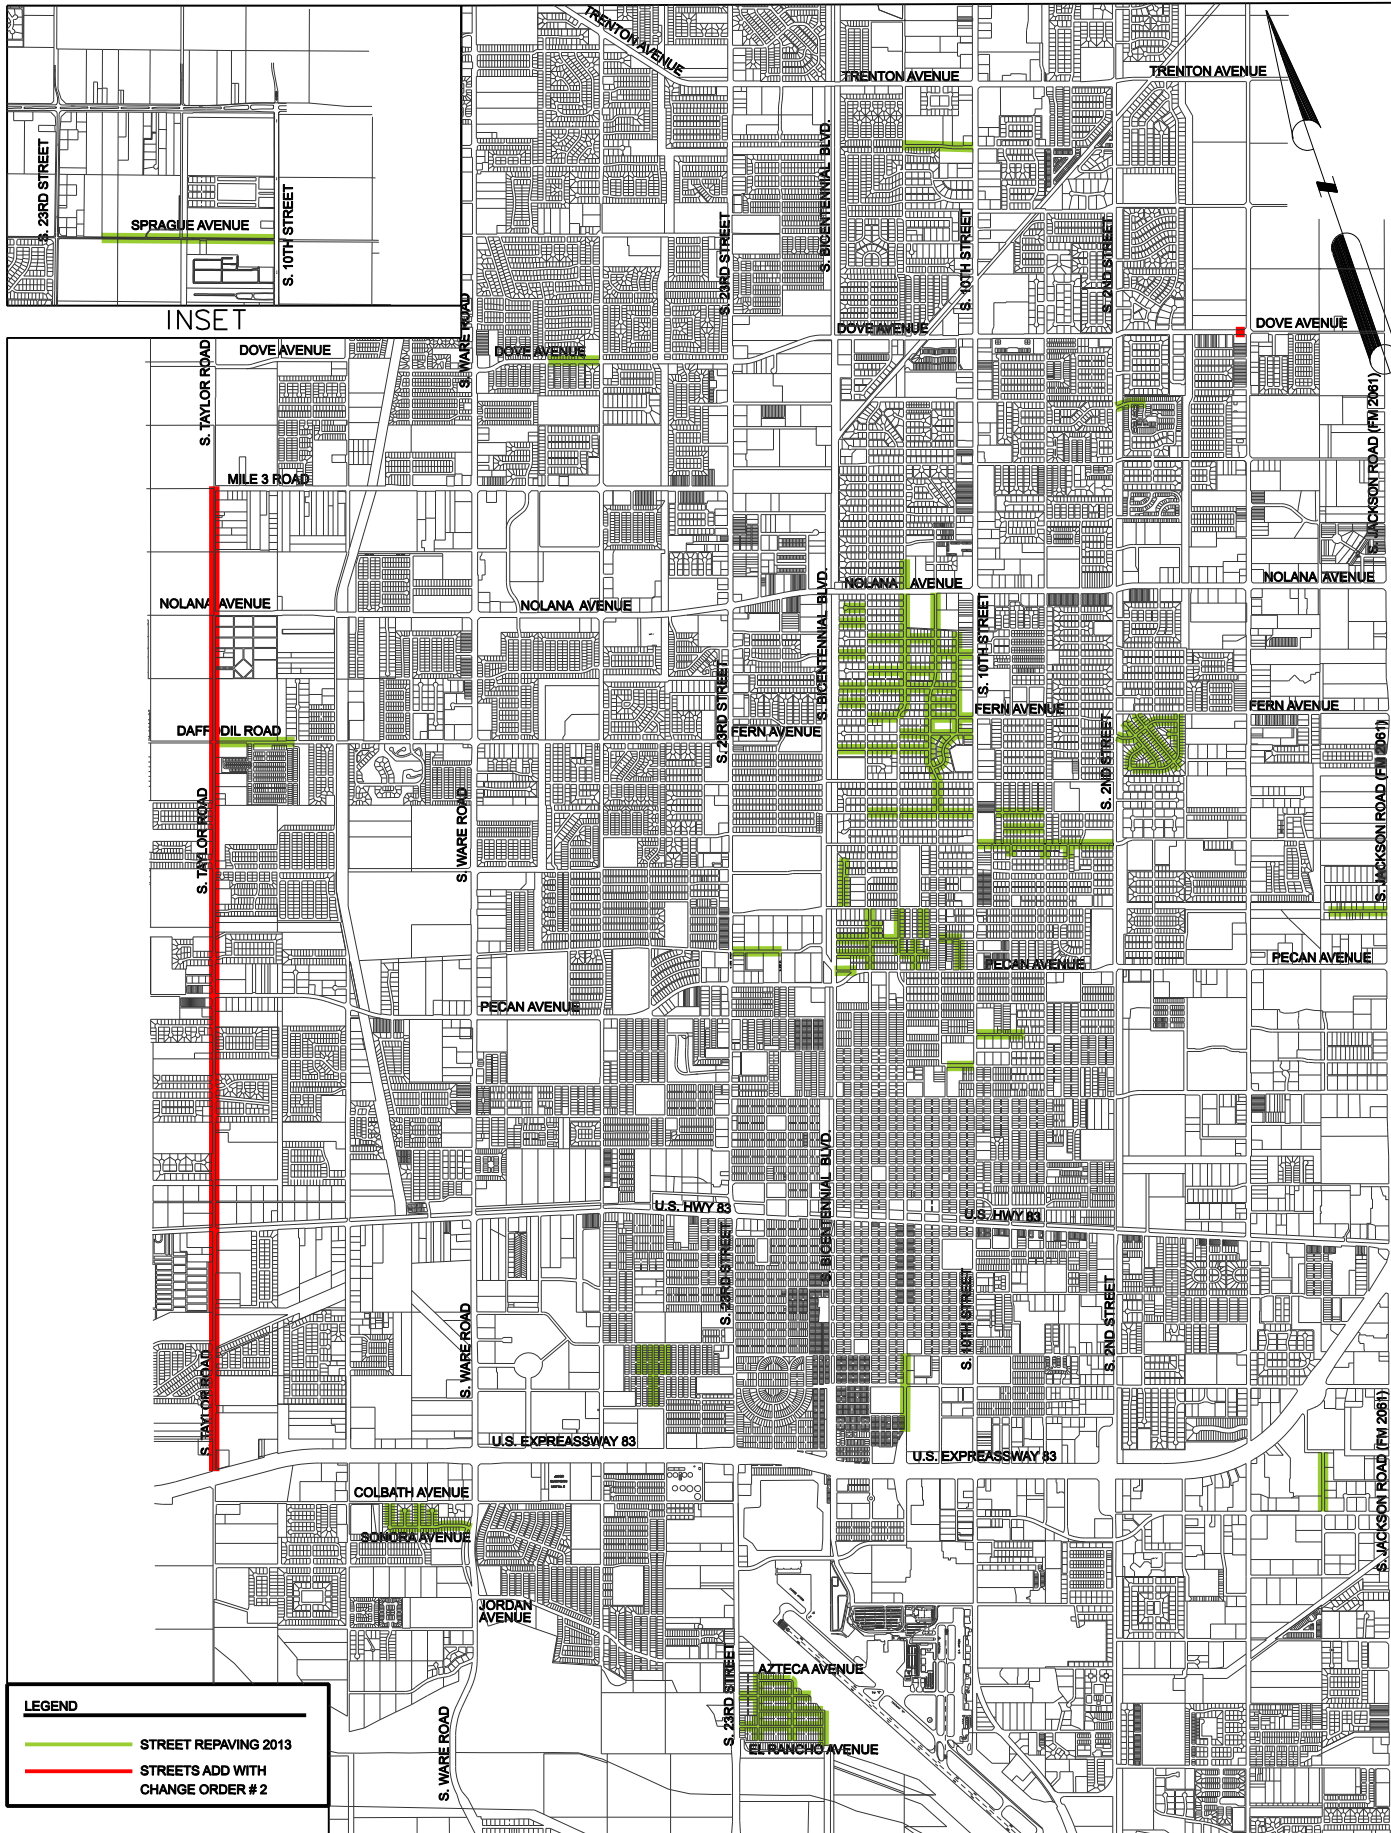 TRENTON AVENUE
TRENTON AVENUE
TRENTON AVENUE
S. 23RD STREET
SPRAGUE AVENUE
S. 10TH STREET
INSET
S. BICENTENNIAL BLVD.
S. 23RD STREET
S. 10TH STREET
S. 2ND STREET
S. WARE ROAD
DOVE AVENUE
DOVE AVENUE
DOVE AVENUE
DOVE AVENUE
S. TAYLOR ROAD
S. JACKSON ROAD (FM 2061)
MILE 3 ROAD
NOLANA AVENUE
NOLANA AVENUE
NOLANA AVENUE
NOLANA AVENUE
S. BICENTENNIAL BLVD.
S. 10TH STREET
S. 23RD STREET
DAFFODIL ROAD
FERN AVENUE
FERN AVENUE
FERN AVENUE
S. 2ND STREET
S. JACKSON ROAD (FM 2061)
S. TAYLOR ROAD
S. WARE ROAD
PECAN AVENUE
PECAN AVENUE
PECAN AVENUE
S. BICENTENNIAL BLVD.
U.S. HWY 83
U.S. HWY 83
S. 23RD STREET
S. 10TH STREET
S. 2ND STREET
S. WARE ROAD
S. TAYLOR ROAD
U.S. EXPREASSWAY 83
U.S. EXPREASSWAY 83
S. JACKSON ROAD (FM 2061)
COLBATH AVENUE
SONORA AVENUE
JORDAN
AVENUE
S. 23RD STREET
AZTECA AVENUE
EL RANCHO AVENUE
S. WARE ROAD
LEGEND
STREET REPAVING 2013
STREETS ADD WITH
CHANGE ORDER # 2